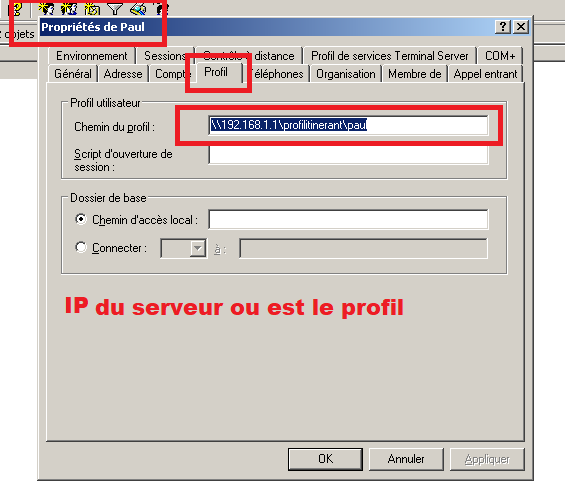 Propriétés de Paul
2 objets
Environnement Sessions Contrôle à distance Profil de services Terminal Server COM+
Général Adresse Compte Profil Téléphones Organisation Membre de Appel entrant
Profil utilisateur
Chemin du profil :
\\192.168.1.1\profilitinerant\paul
Script d'ouverture de
session :
Dossier de base
Chemin d'accès local :
Connecter : à :
IP du serveur ou est le profil
OK Annuler Appliquer